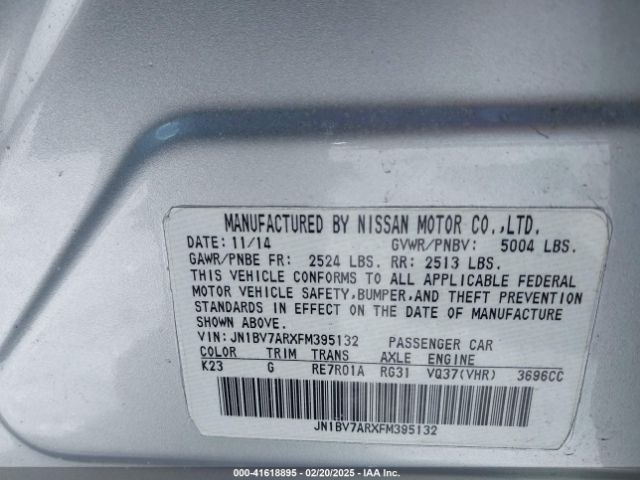 MANUFACTURED BY NISSAN MOTOR CO.,LTD.
DATE: 11/14 GVWR/PNBV: 5004 LBS.
GAWR/PNBE FR: 2524 LBS. RR: 2513 LBS.
THIS VEHICLE CONFORMS TO ALL APPLICABLE FEDERAL
MOTOR VEHICLE SAFETY,BUMPER,AND THEFT PREVENTION
STANDARDS IN EFFECT ON THE DATE OF MANUFACTURE
SHOWN ABOVE.
VIN: JN1BV7ARXFM395132 PASSENGER CAR
COLOR TRIM TRANS AXLE ENGINE
K23 G RE7R01A RG31 VQ37(VHR) 3696CC
JN1BV7ARXFM395132
000-41618895 - 02/20/2025 - IAA Inc.